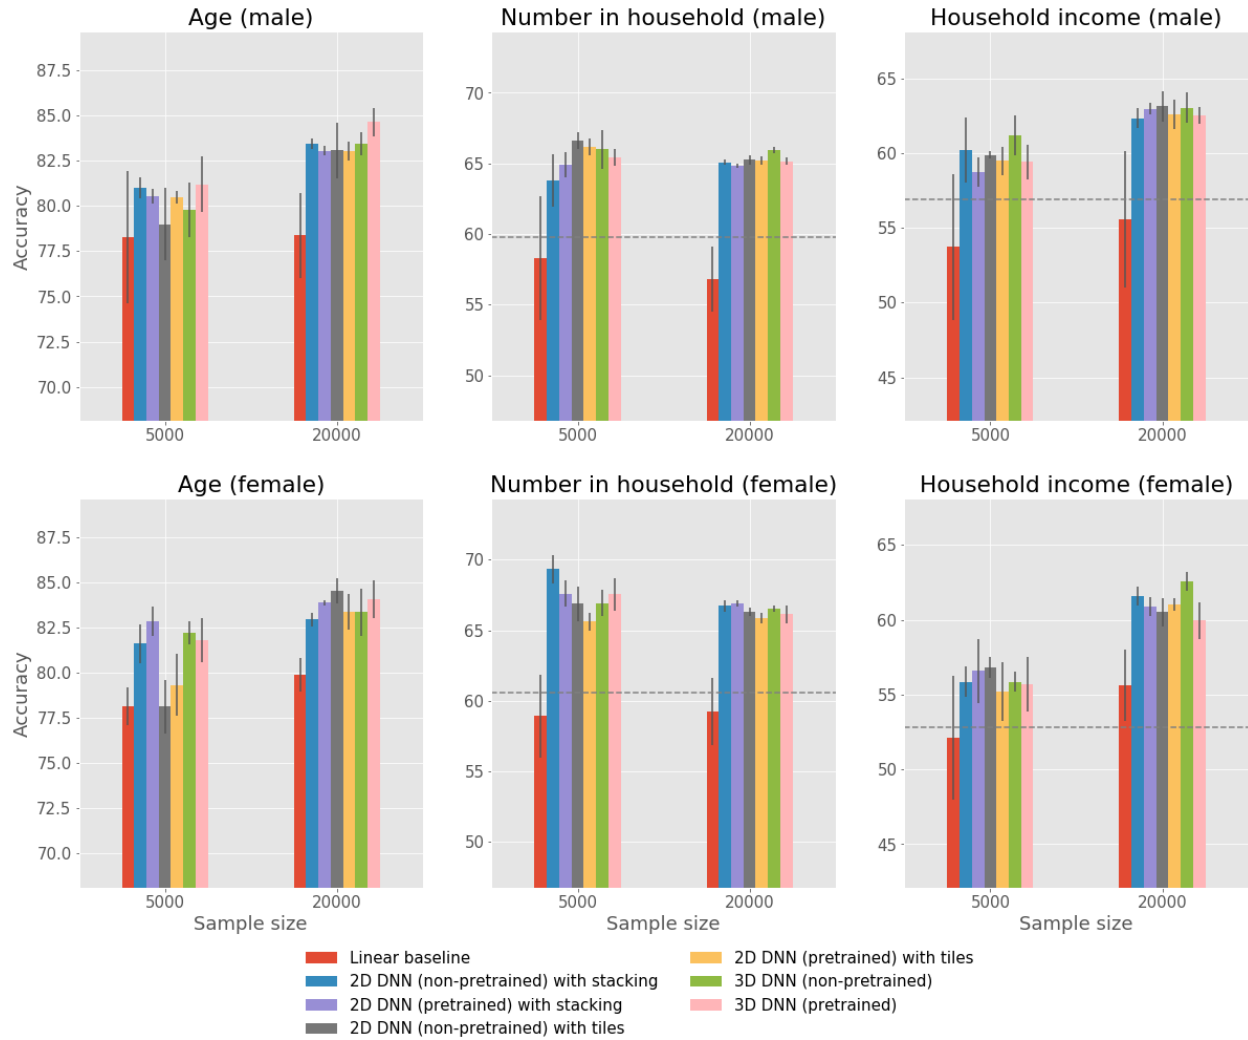 Age (male)
Number in household (male)
Household income (male)
Accuracy
87.5
85.0
82.5
80.0
77.5
75.0
72.5
70.0
5000
20000
70
65
60
55
50
5000
20000
65
60
55
50
45
5000
20000
Age (female)
Number in household (female)
Household income (female)
Accuracy
87.5
85.0
82.5
80.0
77.5
75.0
72.5
70.0
5000
20000
Sample size
70
65
60
55
50
5000
20000
Sample size
65
60
55
50
45
5000
20000
Sample size
Linear baseline
2D DNN (non-pretrained) with stacking
2D DNN (pretrained) with stacking
2D DNN (non-pretrained) with tiles
2D DNN (pretrained) with tiles
3D DNN (non-pretrained)
3D DNN (pretrained)